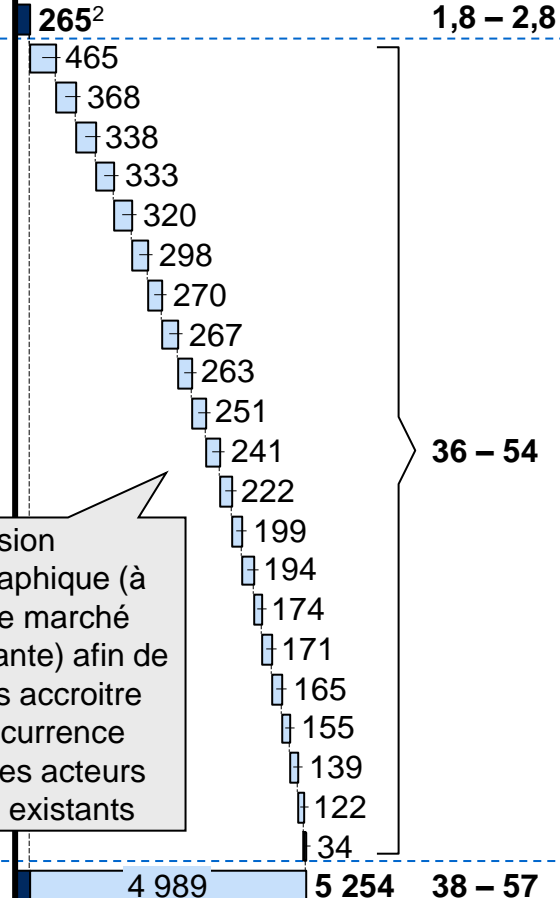 265² 1,8 – 2,8
465
368
338
333
320
298
270
267
263
251
241 36 – 54
222
199
194
174
171
165
155
139
122
34
sion
aphique (à
e marché
ante) afin de
s accroitre
currence
es acteurs
existants
4 989 5 254 38 – 57